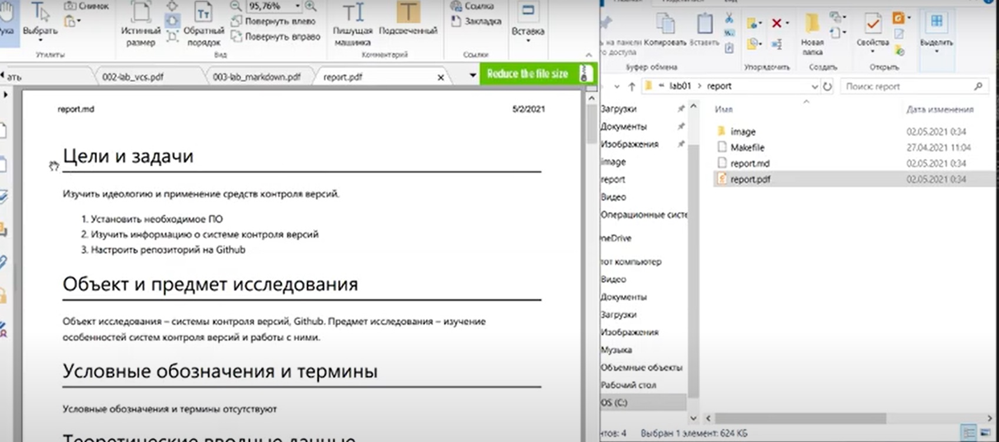 Снимок
Выбрать
Утилиты
Истинный
размер
Обратный
порядок
95,76%
Повернуть влево
Повернуть вправо
Вид
Пишущая
машинка
Подсвеченный
Комментарий
Ссылка
Закладка
Ссылки
Вставка
ать
002-lab_vcs.pdf
003-lab_markdown.pdf
report.pdf
Reduce the file size
report.md
5/2/2021
Цели и задачи
Изучить идеологию и применение средств контроля версий.
1. Установить необходимое ПО
2. Изучить информацию о системе контроля версий
3. Настроить репозиторий на Github
Объект и предмет исследования
Объект исследования – системы контроля версий, Github. Предмет исследования – изучение
особенностей систем контроля версий и работы с ними.
Условные обозначения и термины
Условные обозначения и термины отсутствуют
Теоретические вводные данные
ь на панели
о доступа
Копировать
Вставить
Буфер обмена
Упорядочить
Новая
папка
Создать
Свойства
Открыть
Выделить
« lab01 › report
Поиск: report
Загрузки
Документы
Изображения
image
report
Видео
Операционные систе
neDrive
тот компьютер
Видео
Документы
Загрузки
Изображения
Музыка
Объемные объекты
Рабочий стол
OS (C:)
Имя
Дата изменения
image 02.05.2021 0:34
Makefile 27.04.2021 11:04
report.md 02.05.2021 0:34
report.pdf 02.05.2021 0:34
нтов: 4
Выбран 1 элемент: 624 КБ